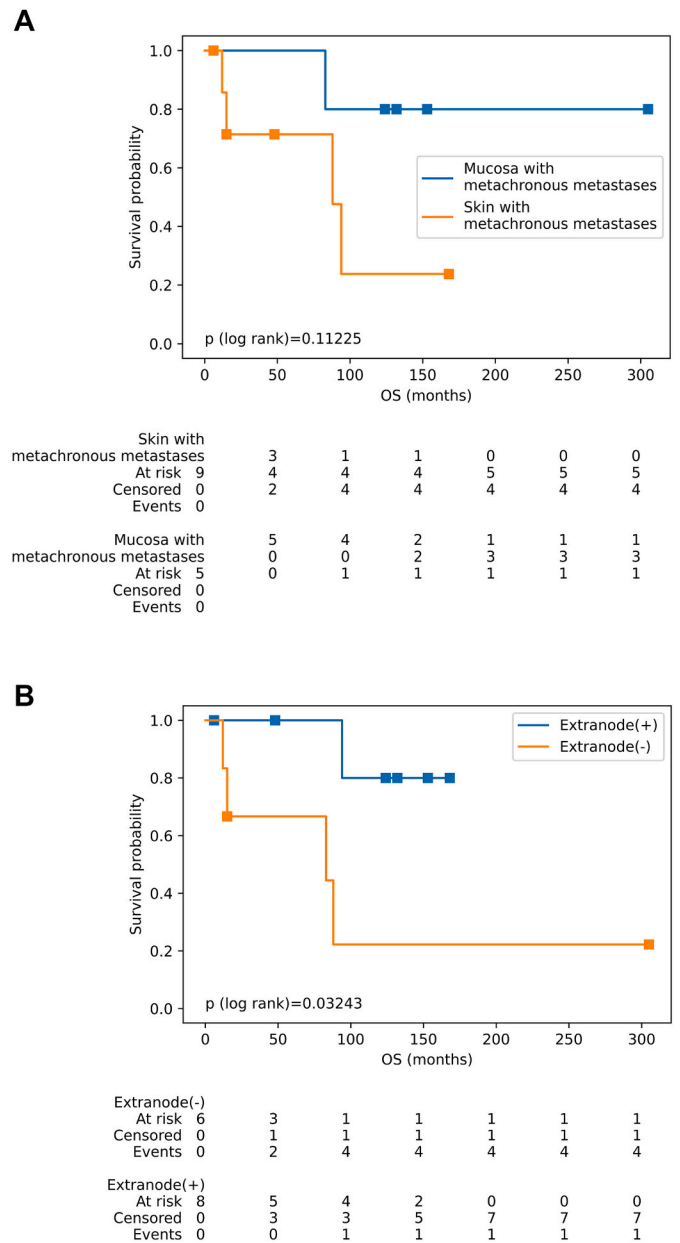 A
1.0
0.8
0.6
0.4
0.2
0.0
Survival probability
Mucosa with
metachronous metastases
Skin with
metachronous metastases
p (log rank)=0.11225
0 50 100 150 200 250 300
OS (months)
Skin with
metachronous metastases 3 1 1 0 0 0
At risk 9 4 4 4 5 5 5
Censored 0 2 4 4 4 4 4
Events 0
Mucosa with 5 4 2 1 1 1
metachronous metastases 0 0 2 3 3 3
At risk 5 0 1 1 1 1 1
Censored 0
Events 0
B
1.0
0.8
0.6
0.4
0.2
0.0
Survival probability
Extranode(+)
Extranode(-)
p (log rank)=0.03243
0 50 100 150 200 250 300
OS (months)
Extranode(-)
At risk 6 3 1 1 1 1 1
Censored 0 1 1 1 1 1 1
Events 0 2 4 4 4 4 4
Extranode(+)
At risk 8 5 4 2 0 0 0
Censored 0 3 3 5 7 7 7
Events 0 0 1 1 1 1 1